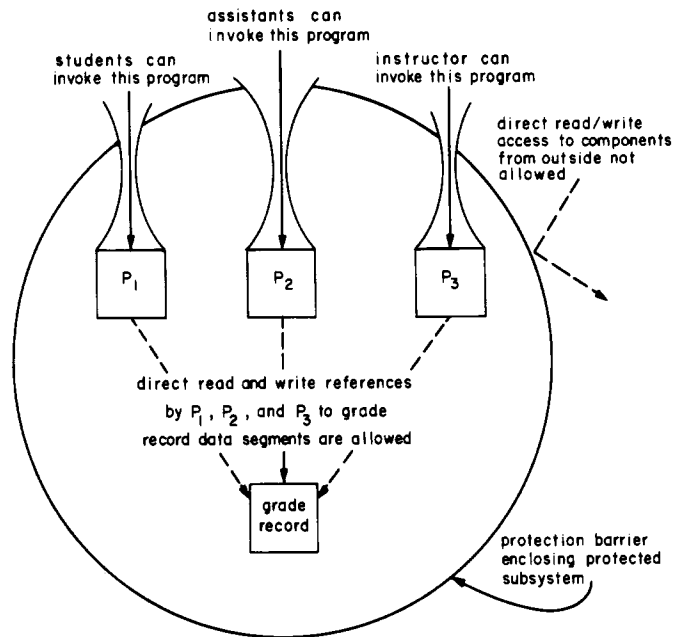 assistants can
invoke this program
students can
invoke this program
instructor can
invoke this program
direct read/write
access to components
from outside not
allowed
P1
P2
P3
direct read and write references
by P1, P2, and P3 to grade
record data segments are allowed
grade
record
protection barrier
enclosing protected
subsystem